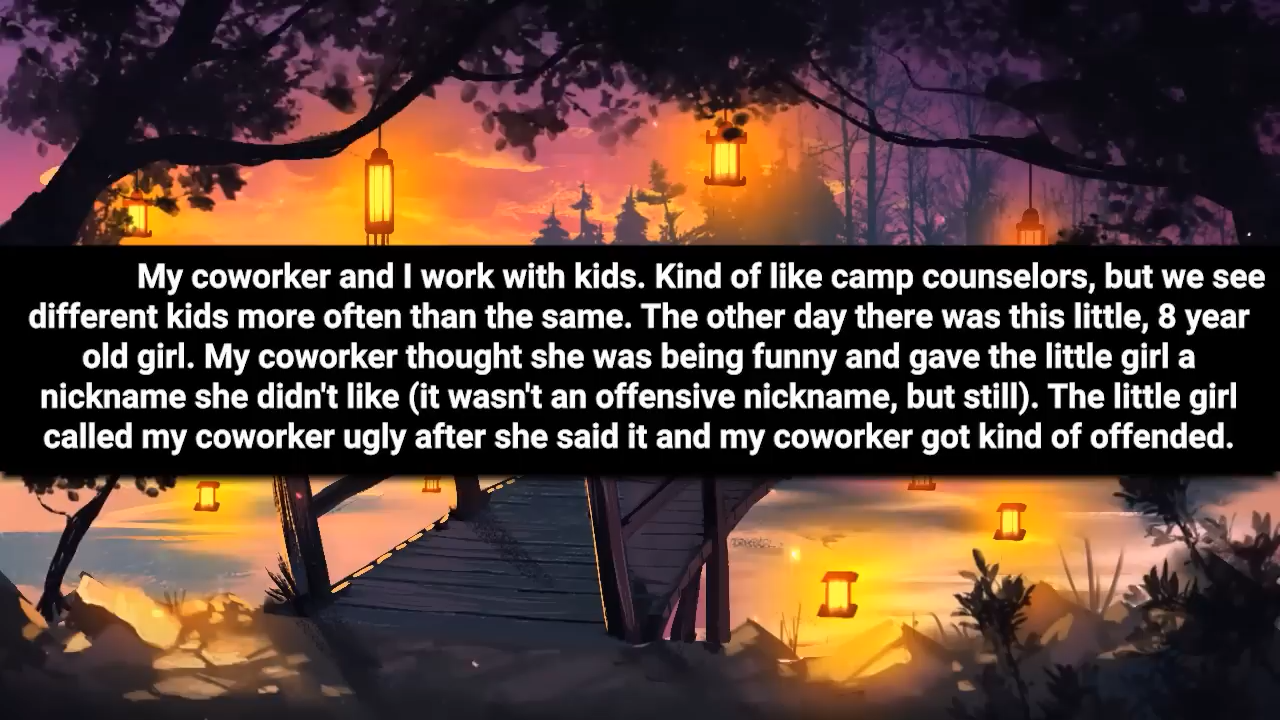 My coworker and I work with kids. Kind of like camp counselors, but we see
different kids more often than the same. The other day there was this little, 8 year
old girl. My coworker thought she was being funny and gave the little girl a
nickname she didn't like (it wasn't an offensive nickname, but still). The little girl
called my coworker ugly after she said it and my coworker got kind of offended.